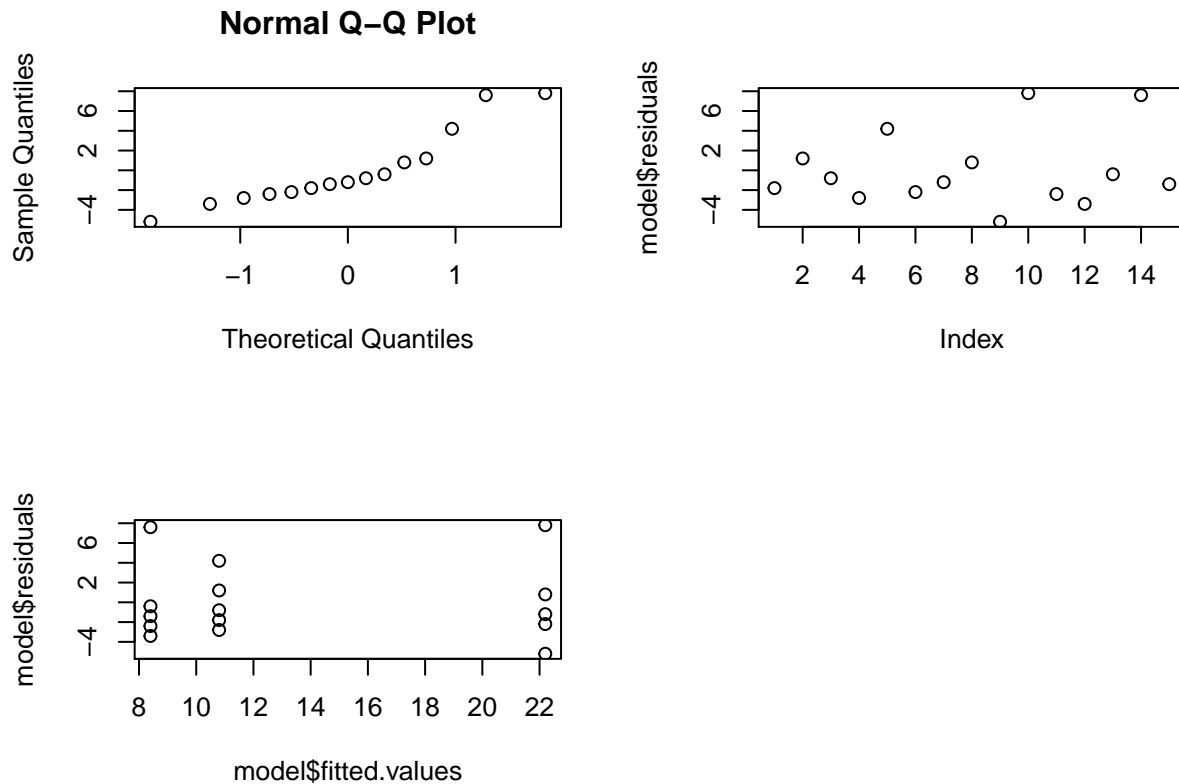 Normal Q−Q Plot
Sample Quantiles
−4 2 6
−1 0 1
Theoretical Quantiles
model$residuals
−4 2 6
2 4 6 8 10 12 14
Index
model$residuals
−4 2 6
8 10 12 14 16 18 20 22
model$fitted.values